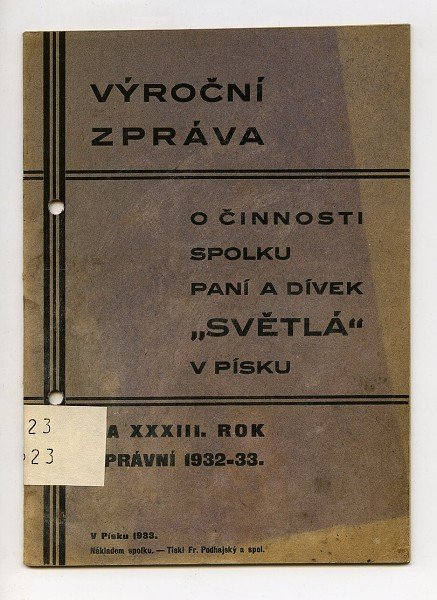 VÝROČNÍ
ZPRÁVA
O ČINNOSTI
SPOLKU
PANÍ A DÍVEK
„SVĚTLÁ“
V PÍSKU
A XXXIII. ROK
PRÁVNÍ 1932-33.
23
23
V Písku 1933.
Nákladem spolku. — Tiskl Fr. Podhajský a spol.